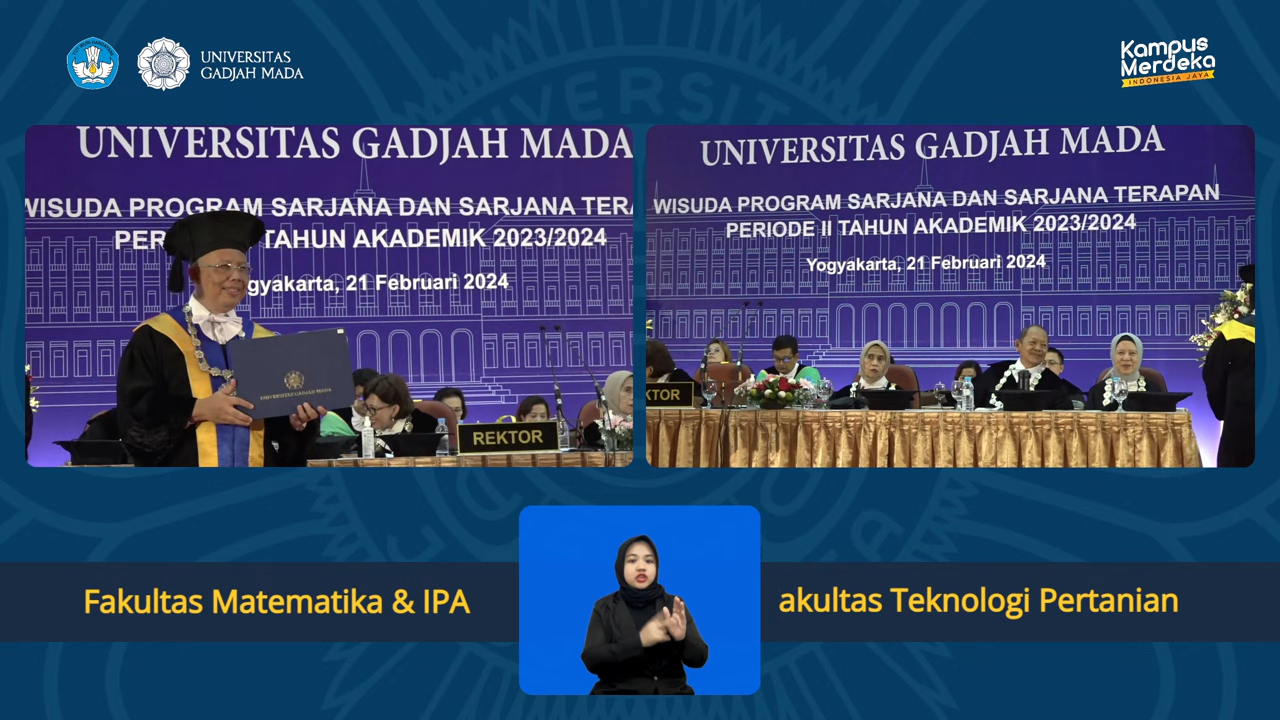 UNIVERSITAS
GADJAH MADA
Kampus
Merdeka
INDONESIA JAYA
UNIVERSITAS GADJAH MADA
WISUDA PROGRAM SARJANA DAN SARJANA TERA
PER TAHUN AKADEMIK 2023/2024
gyakarta, 21 Februari 2024
UNIVERSITAS GADJAH MADA
REKTOR
UNIVERSITAS GADJAH MADA
WISUDA PROGRAM SARJANA DAN SARJANA TERAPAN
PERIODE II TAHUN AKADEMIK 2023/2024
Yogyakarta, 21 Februari 2024
KTOR
Fakultas Matematika & IPA
akultas Teknologi Pertanian